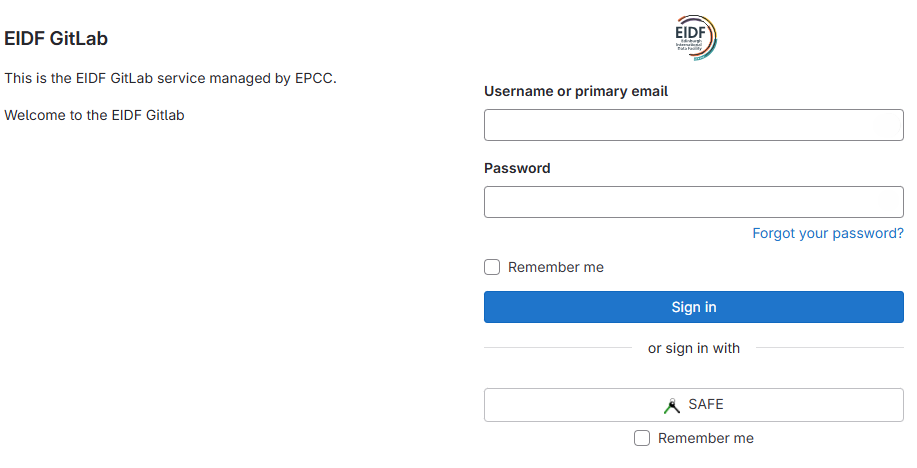 EIDF GitLab
This is the EIDF GitLab service managed by EPCC.
Welcome to the EIDF Gitlab
EIDF
Edinburgh
International
Data Facility
Username or primary email
Password
Forgot your password?
Remember me
Sign in
or sign in with
SAFE
Remember me